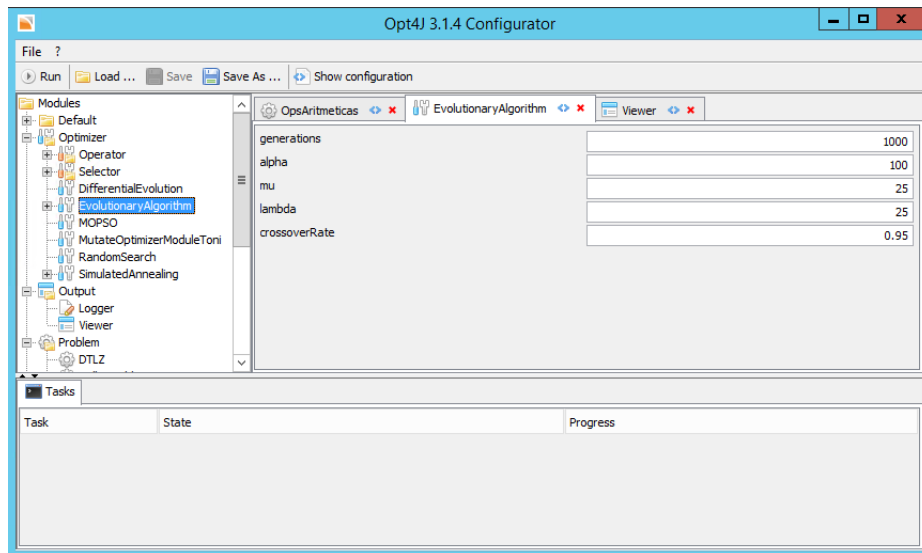 Opt4J 3.1.4 Configurator
File ?
Run Load ... Save Save As ... Show configuration
Modules
Default
Optimizer
Operator
Selector
DifferentialEvolution
EvolutionaryAlgorithm
MOPSO
MutateOptimizerModuleToni
RandomSearch
SimulatedAnnealing
Output
Logger
Viewer
Problem
DTLZ
OpsAritmeticas EvolutionaryAlgorithm Viewer
generations 1000
alpha 100
mu 25
lambda 25
crossoverRate 0.95
Tasks
Task State Progress